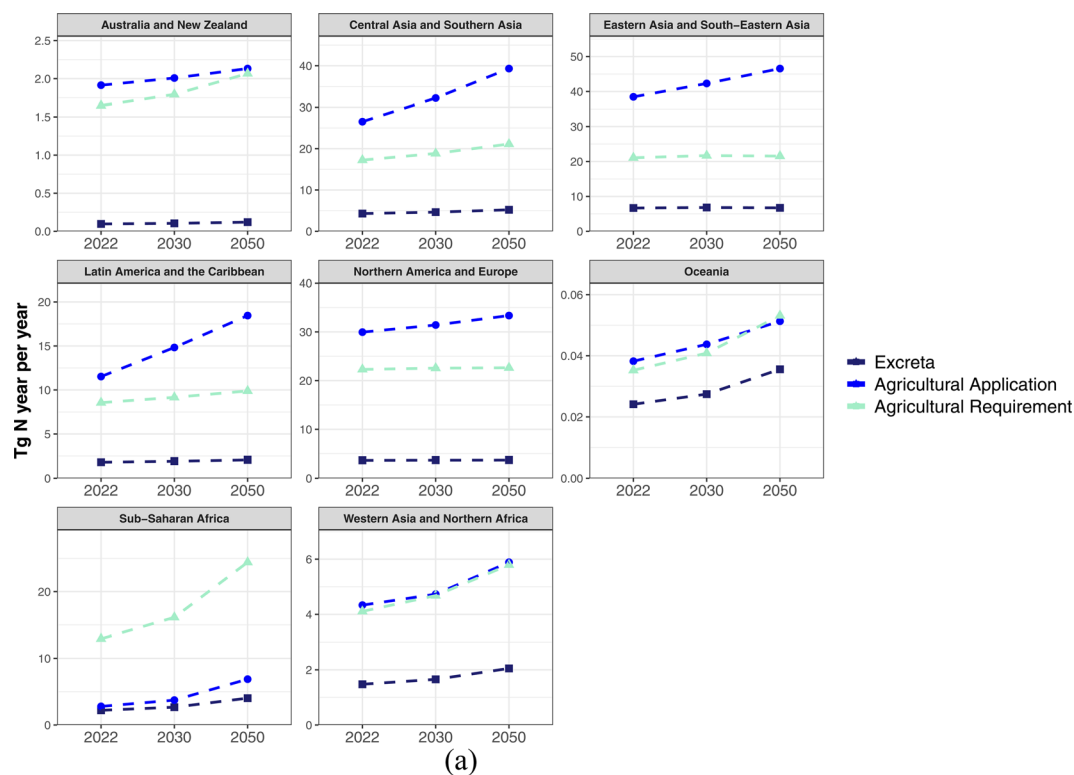 Australia and New Zealand
Central Asia and Southern Asia
Eastern Asia and South−Eastern Asia
2.5
2.0
1.5
1.0
0.5
0.0
40
30
20
10
0
50
40
30
20
10
0
2022 2030 2050
2022 2030 2050
2022 2030 2050
Latin America and the Caribbean
Northern America and Europe
Oceania
20
15
10
5
0
40
30
20
10
0
0.06
0.04
0.02
0.00
2022 2030 2050
2022 2030 2050
2022 2030 2050
Sub−Saharan Africa
Western Asia and Northern Africa
20
10
0
6
4
2
0
2022 2030 2050
2022 2030 2050
Tg N year per year
Excreta
Agricultural Application
Agricultural Requirement
(a)